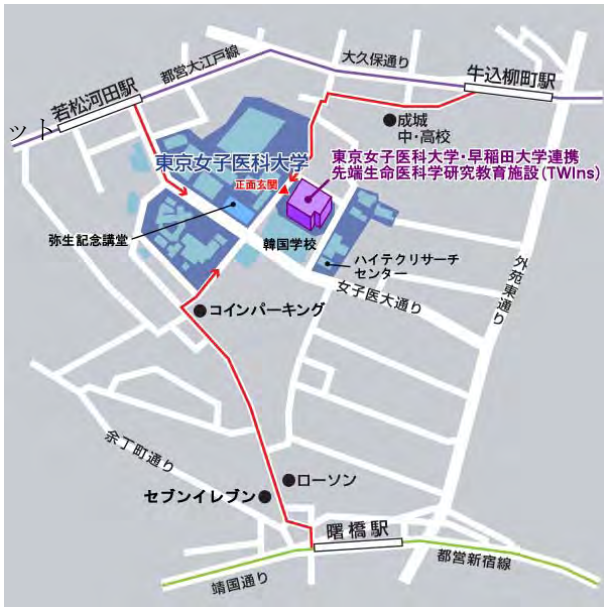 都営大江戸線
大久保通り
牛込柳町駅
若松河田駅
ット
成城
中・高校
東京女子医科大学
東京女子医科大学・早稲田大学連携
先端生命医科学研究教育施設(TWIns)
正面玄関
弥生記念講堂
韓国学校
ハイテクリサーチ
センター
外苑東通り
女子医大通り
コインパーキング
余丁町通り
ローソン
セブンイレブン
曙橋駅
都営新宿線
靖国通り